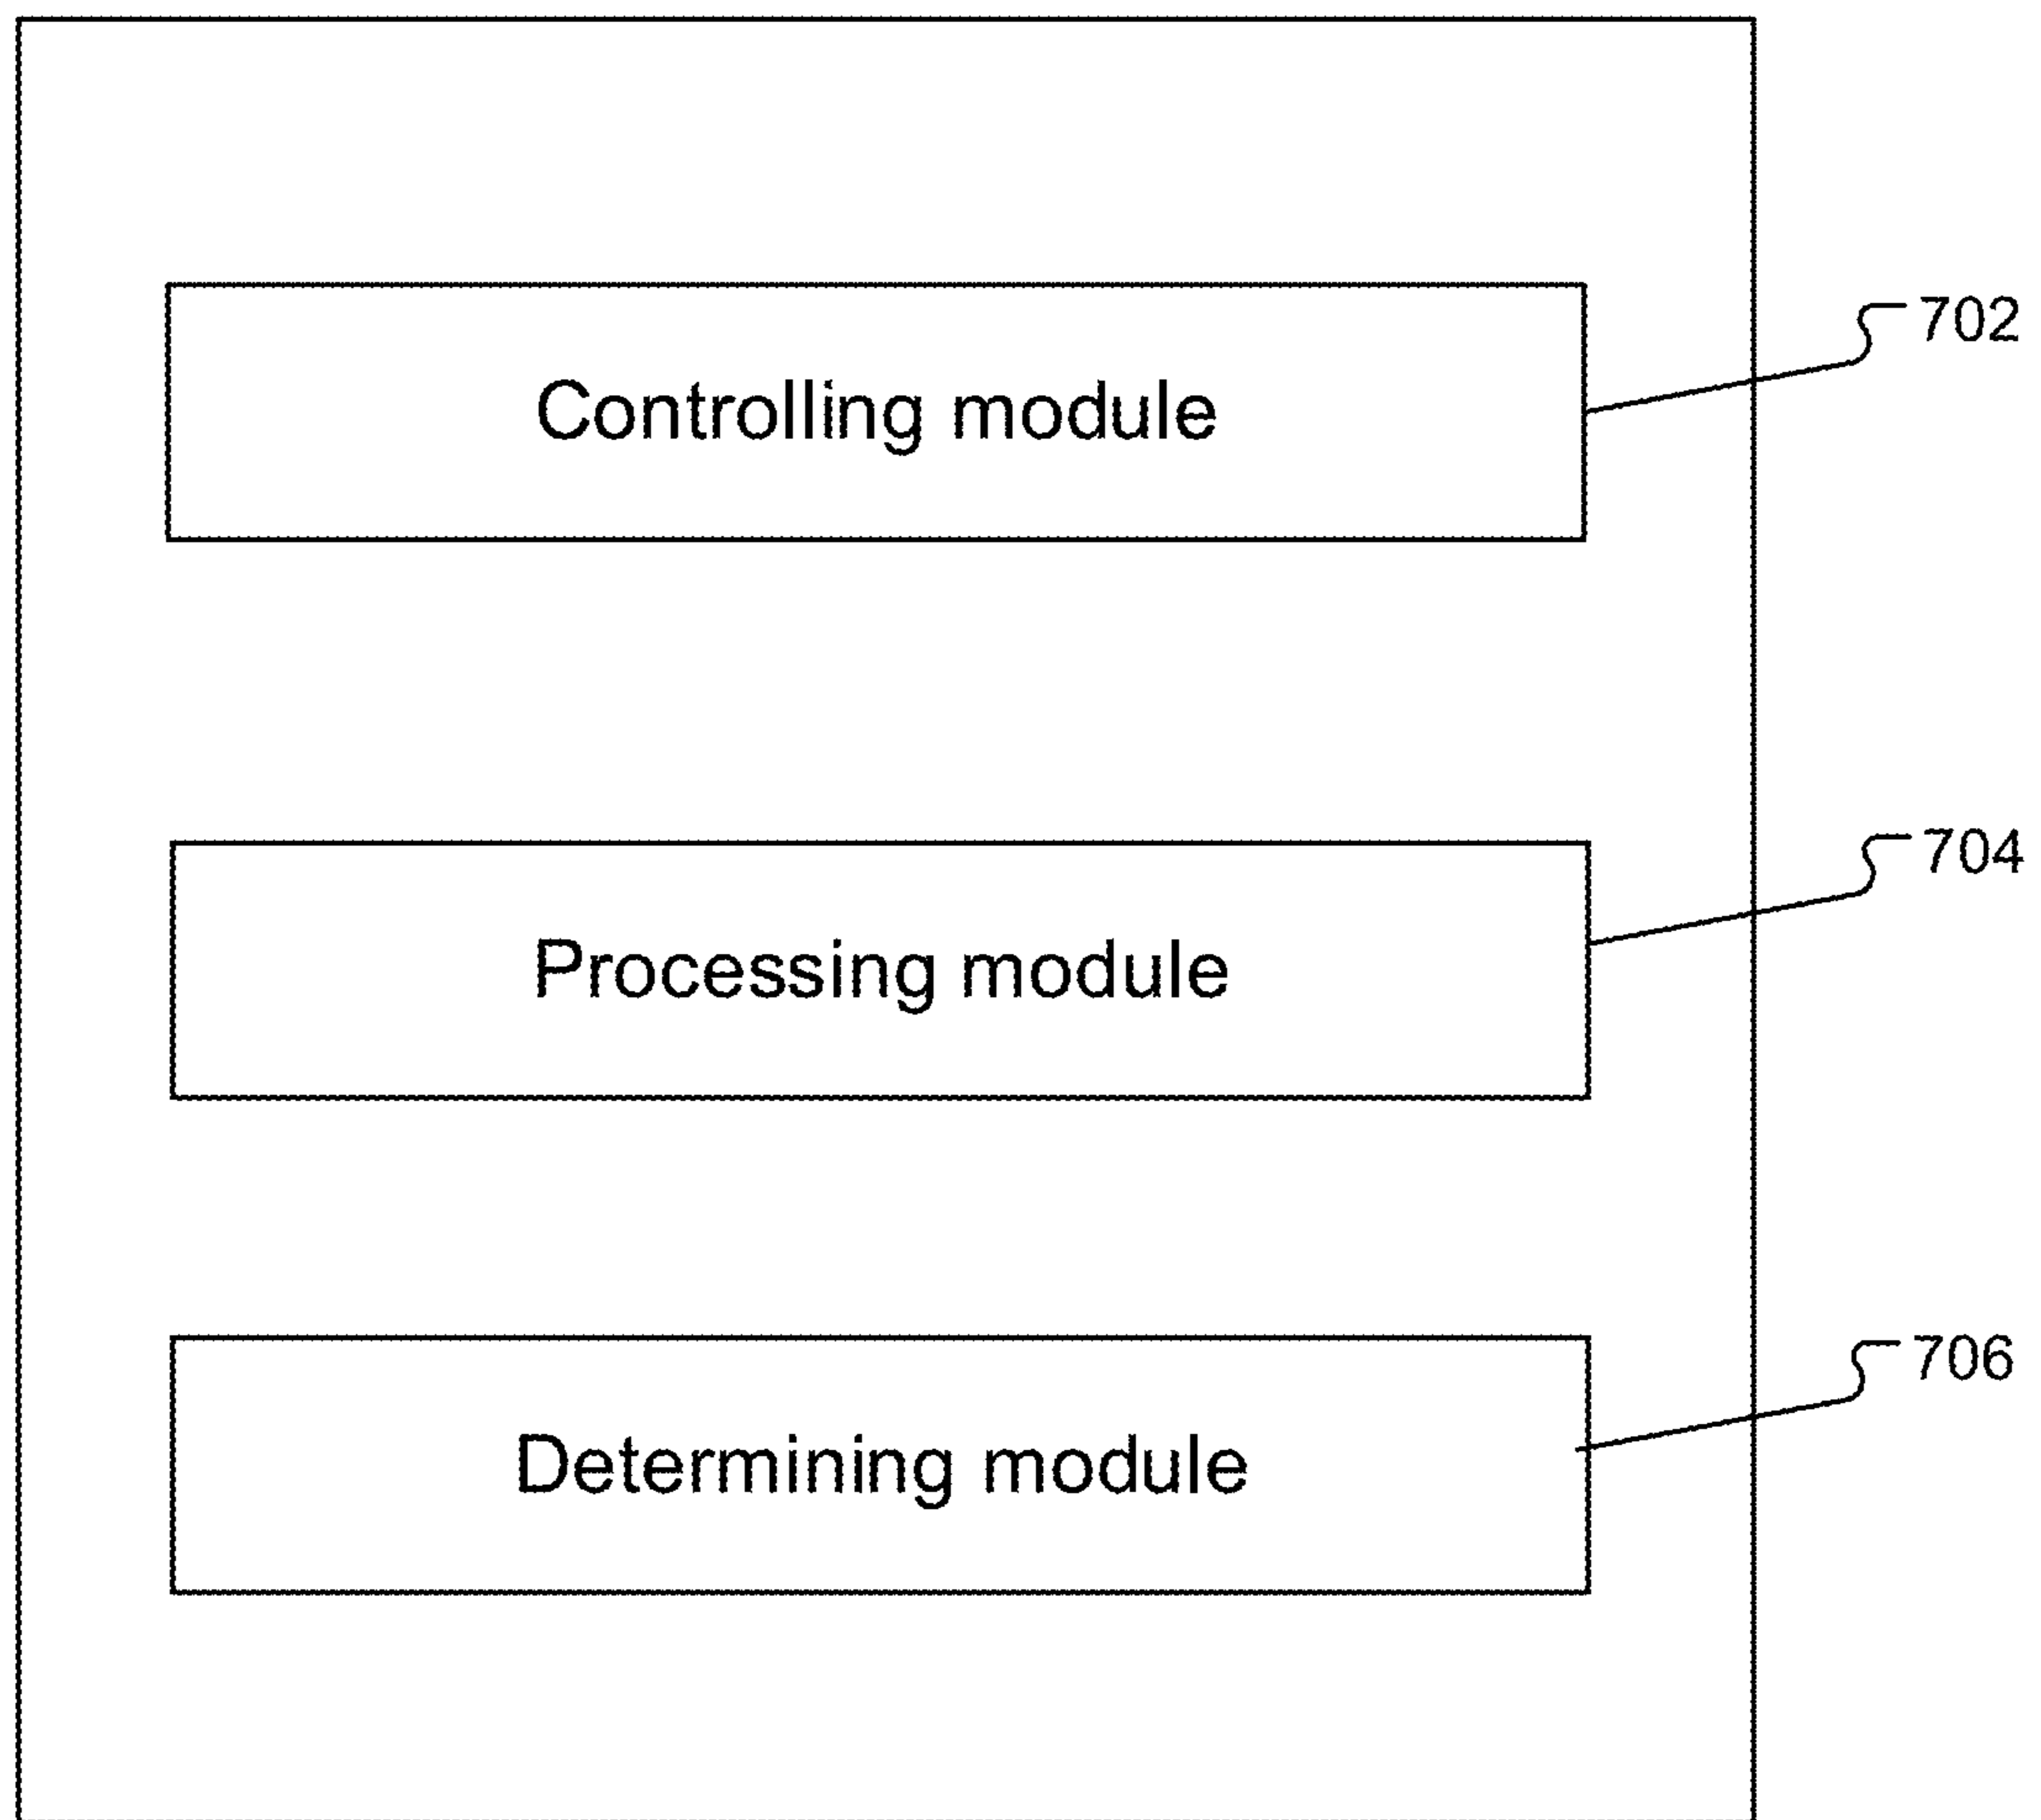 Controlling module
702
Processing module
704
Determining module
706